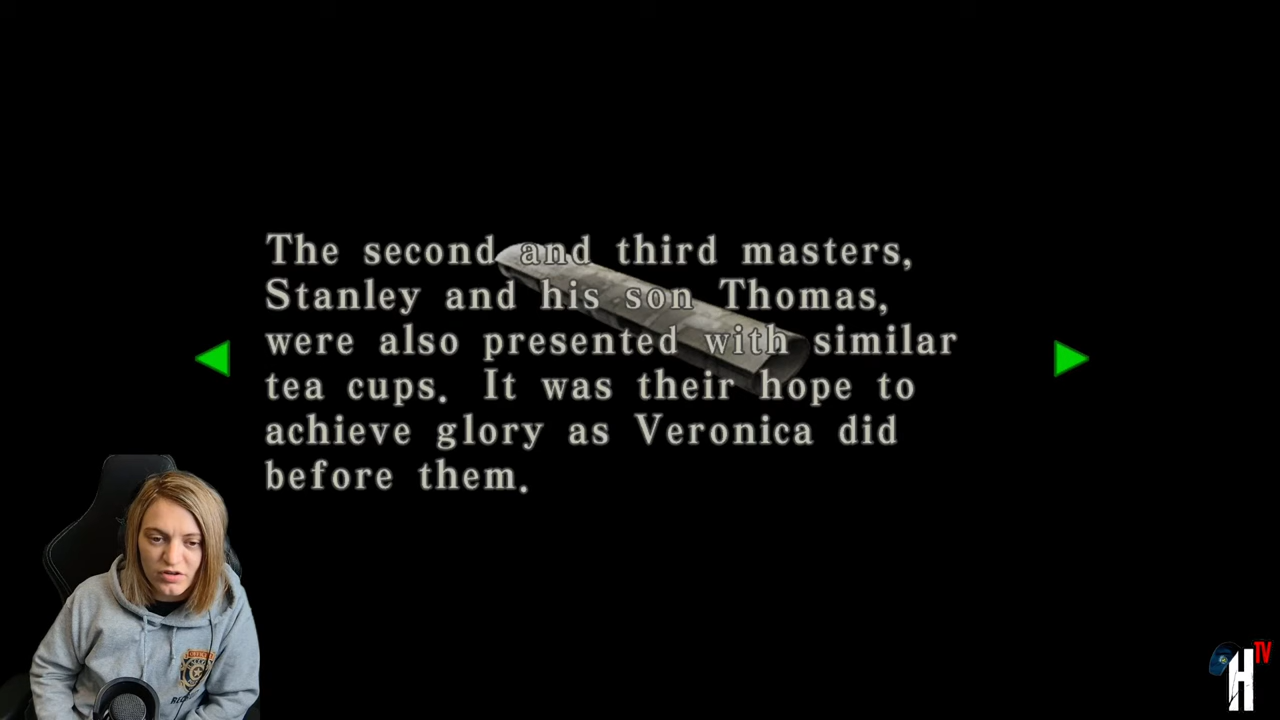 The second and third masters,
Stanley and his son Thomas,
were also presented with similar
tea cups. It was their hope to
achieve glory as Veronica did
before them.
H TV